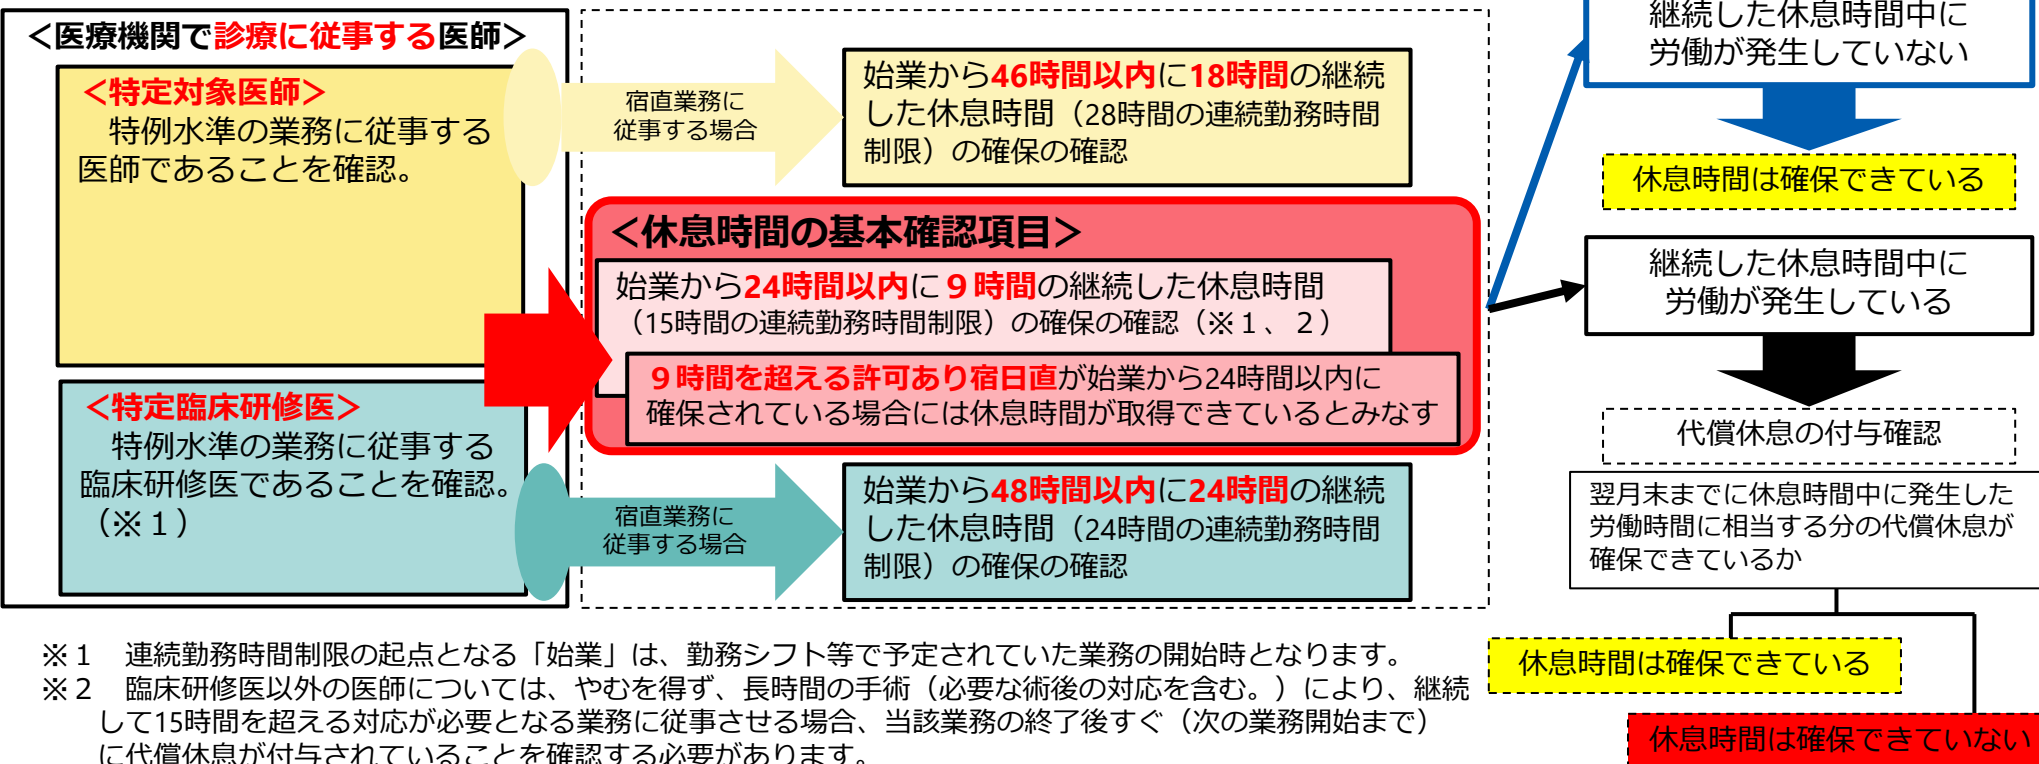 ＜医療機関で診療に従事する医師＞
＜特定対象医師＞
特例水準の業務に従事する
医師であることを確認。
＜特定臨床研修医＞
特例水準の業務に従事する
臨床研修医であることを確認。
（※１）
宿直業務に
従事する場合
始業から46時間以内に18時間の継続
した休息時間（28時間の連続勤務時間
制限）の確保の確認
＜休息時間の基本確認項目＞
始業から24時間以内に９時間の継続した休息時間
（15時間の連続勤務時間制限）の確保の確認（※１、２）
９時間を超える許可あり宿日直が始業から24時間以内に
確保されている場合には休息時間が取得できているとみなす
宿直業務に
従事する場合
始業から48時間以内に24時間の継続
した休息時間（24時間の連続勤務時間
制限）の確保の確認
継続した休息時間中に
労働が発生していない
休息時間は確保できている
継続した休息時間中に
労働が発生している
代償休息の付与確認
翌月末までに休息時間中に発生した
労働時間に相当する分の代償休息が
確保できているか
休息時間は確保できている
休息時間は確保できていない
※１　連続勤務時間制限の起点となる「始業」は、勤務シフト等で予定されていた業務の開始時となります。
※２　臨床研修医以外の医師については、やむを得ず、長時間の手術（必要な術後の対応を含む。）により、継続
して15時間を超える対応が必要となる業務に従事させる場合、当該業務の終了後すぐ（次の業務開始まで）
に代償休息が付与されていることを確認する必要があります。